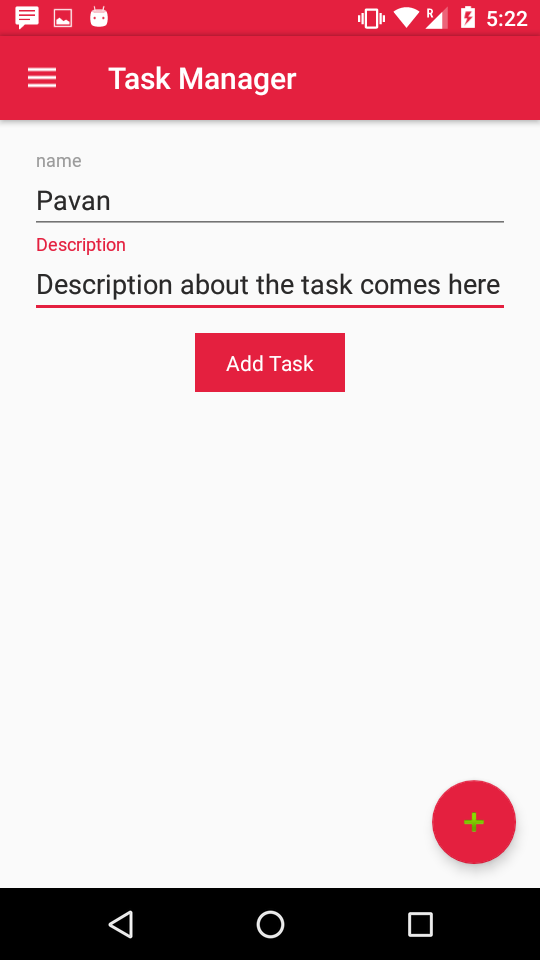 R
5:22
Task Manager
name
Pavan
Description
Description about the task comes here
Add Task
+